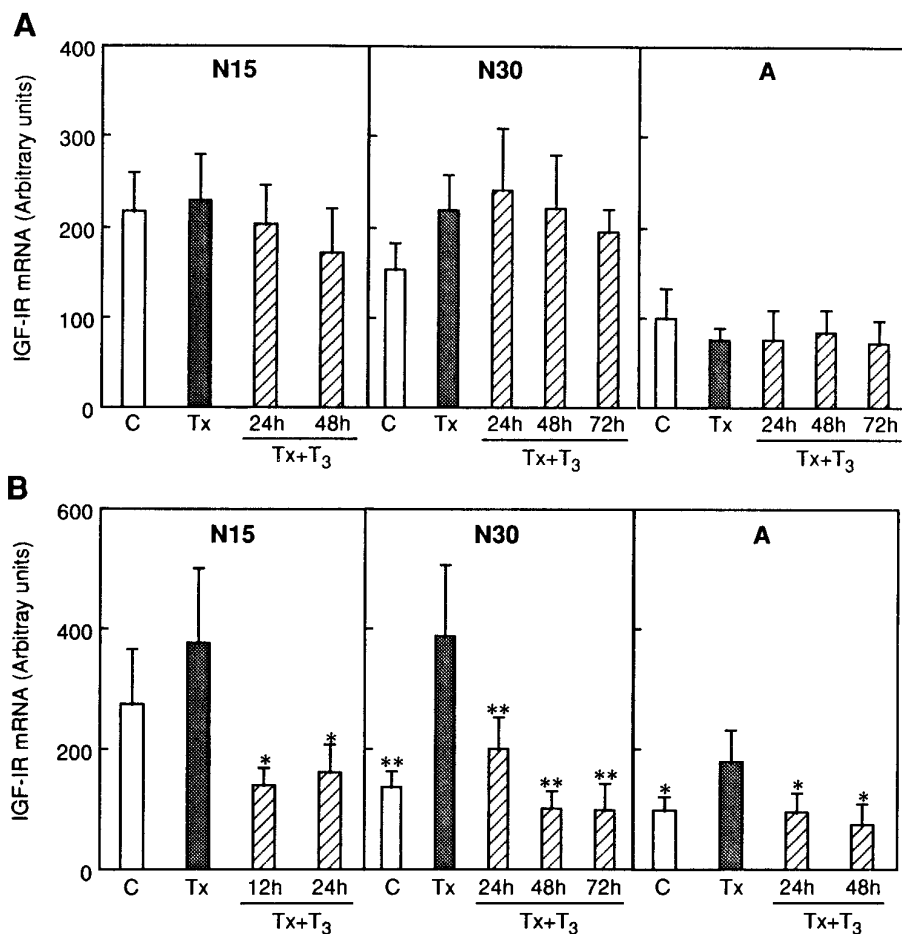 A
IGF-IR mRNA (Arbitrary units)
400
300
200
100
0
N15
N30
A
C Tx 24h 48h C Tx 24h 48h 72h C Tx 24h 48h 72h
Tx+T3 Tx+T3 Tx+T3
B
IGF-IR mRNA (Arbitray units)
600
400
200
0
N15
N30
A
* * ** ** ** ** * * *
C Tx 12h 24h C Tx 24h 48h 72h C Tx 24h 48h
Tx+T3 Tx+T3 Tx+T3